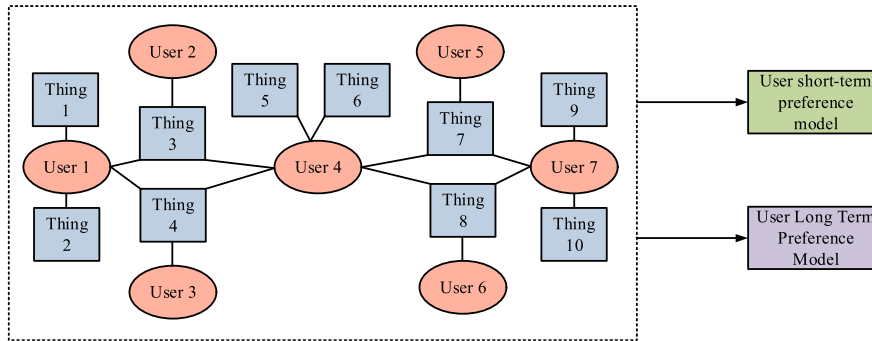 User 2
User 5
Thing
1
Thing
5
Thing
6
Thing
9
User short-term
preference
model
Thing
3
Thing
7
User 1
User 4
User 7
Thing
2
Thing
4
Thing
8
Thing
10
User Long Term
Preference
Model
User 3
User 6